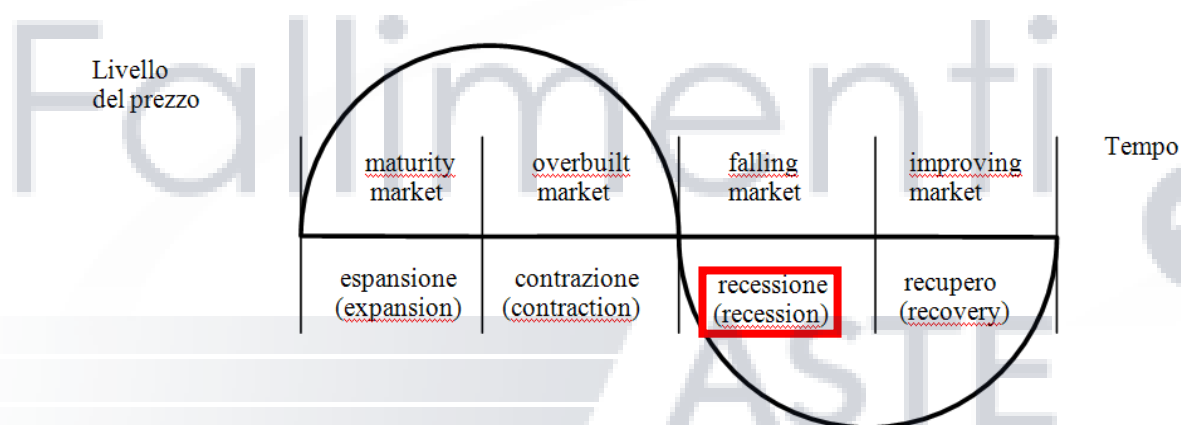 Fallimenti
Livello
del prezzo
Tempo
maturity
market
overbuilt
market
falling
market
improving
market
espansione
(expansion)
contrazione
(contraction)
recessione
(recession)
recupero
(recovery)
ASTE